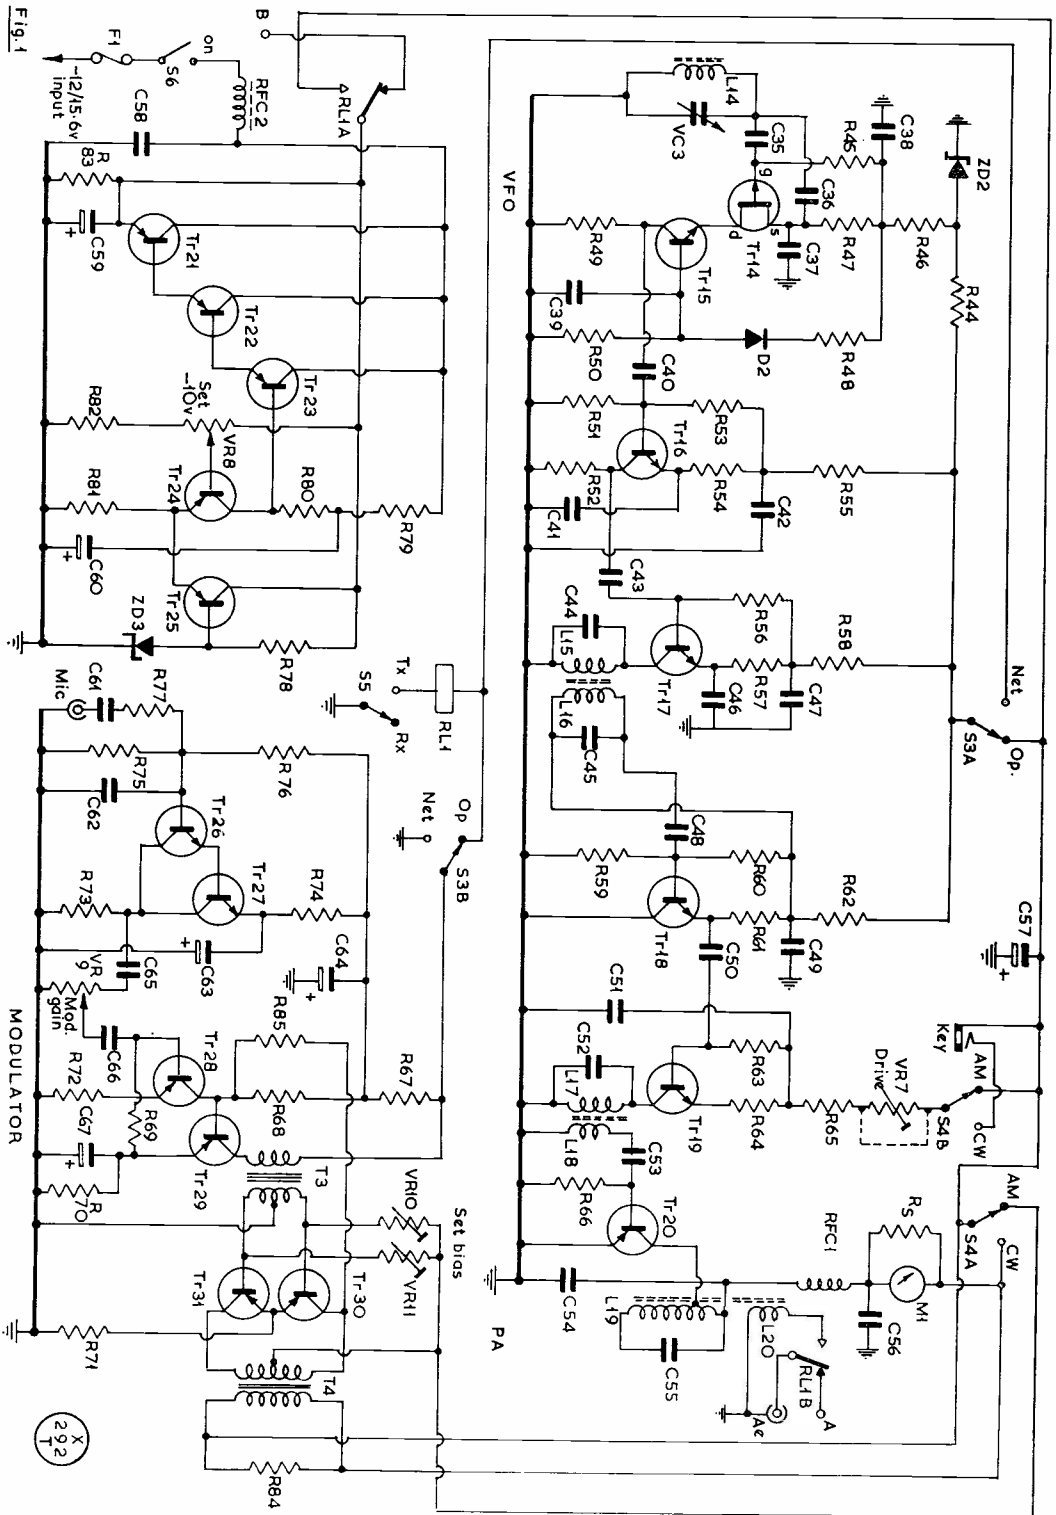 Fig.1
B
RL1A
on
S6
F1
-12/15·6v
input
RFC2
C58
R
83
C59
Tr21
Tr22
Tr23
Set
-10v
VR8
R82
R81
Tr24
R80
R79
C60
Tr25
ZD3
R78
VFO
L14
VC3
C35
g
R45
C38
ZD2
C36
s
d
Tr14
C37
R47
R46
R44
R49
Tr15
C39
R50
D2
R48
C40
R51
R53
Tr16
R52
R54
R55
C41
C42
C43
C44
L15
L16
C45
R56
Tr17
R57
R58
C46
C47
Net
Op.
S3A
C48
R59
R60
Tr18
R61
R62
C49
C50
C57
+
C51
C52
L17
L18
R63
Tr19
R64
R65
VR7
Drive
Key
AM
S4B
CW
C53
R66
Tr20
AM
S4A
CW
RFC1
Rs
M1
C56
C54
L19
C55
L20
RL1B
Ae
A
PA
Tx
S5
Rx
RL1
Net
Op
S3B
Mic
C61
R77
R75
R76
C62
Tr26
Tr27
R73
R74
C63
C64
C65
VR
9
Mod.
gain
C66
Tr28
R72
C67
R69
R85
R68
R67
Tr29
R
70
T3
VR10
VR11
Set bias
Tr31
Tr30
R71
T4
R84
MODULATOR
X
292
T